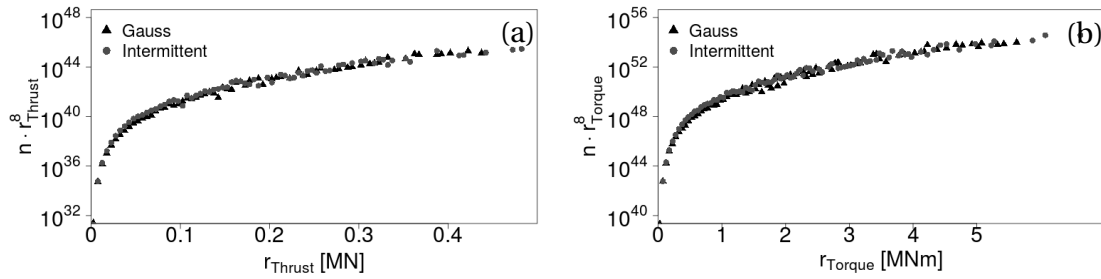 10^48
10^44
10^40
10^36
10^32
n · r^8_Thrust
▲ Gauss
● Intermittent
(a)
0 0.1 0.2 0.3 0.4
r_Thrust [MN]
10^56
10^52
10^48
10^44
10^40
n · r^8_Torque
▲ Gauss
● Intermittent
(b)
0 1 2 3 4 5
r_Torque [MNm]